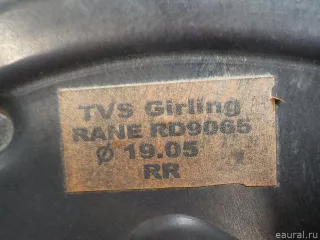 TVS Girling
RANE RD9065
Ø 19.05
RR
eaural.ru